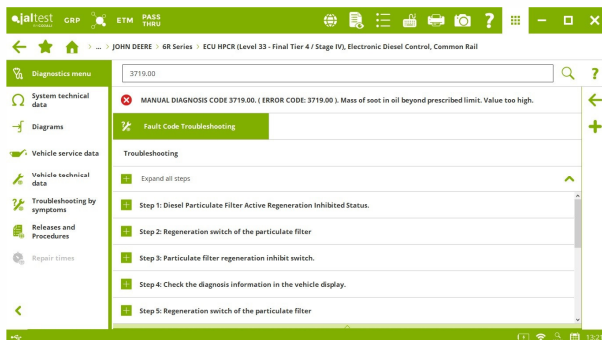 jaltest GRP ETM PASS THRU
> ... > JOHN DEERE > 6R Series > ECU HPCR (Level 33 - Final Tier 4 / Stage IV), Electronic Diesel Control, Common Rail
Diagnostics menu
3719.00
System technical data
MANUAL DIAGNOSIS CODE 3719.00. ( ERROR CODE: 3719.00 ). Mass of soot in oil beyond prescribed limit. Value too high.
Diagrams
Fault Code Troubleshooting
Vehicle service data
Troubleshooting
Vehicle technical data
Expand all steps
Troubleshooting by symptoms
Step 1: Diesel Particulate Filter Active Regeneration Inhibited Status.
Releases and Procedures
Step 2: Regeneration switch of the particulate filter
Repair times
Step 3: Particulate filter regeneration inhibit switch.
Step 4: Check the diagnosis information in the vehicle display.
Step 5: Regeneration switch of the particulate filter